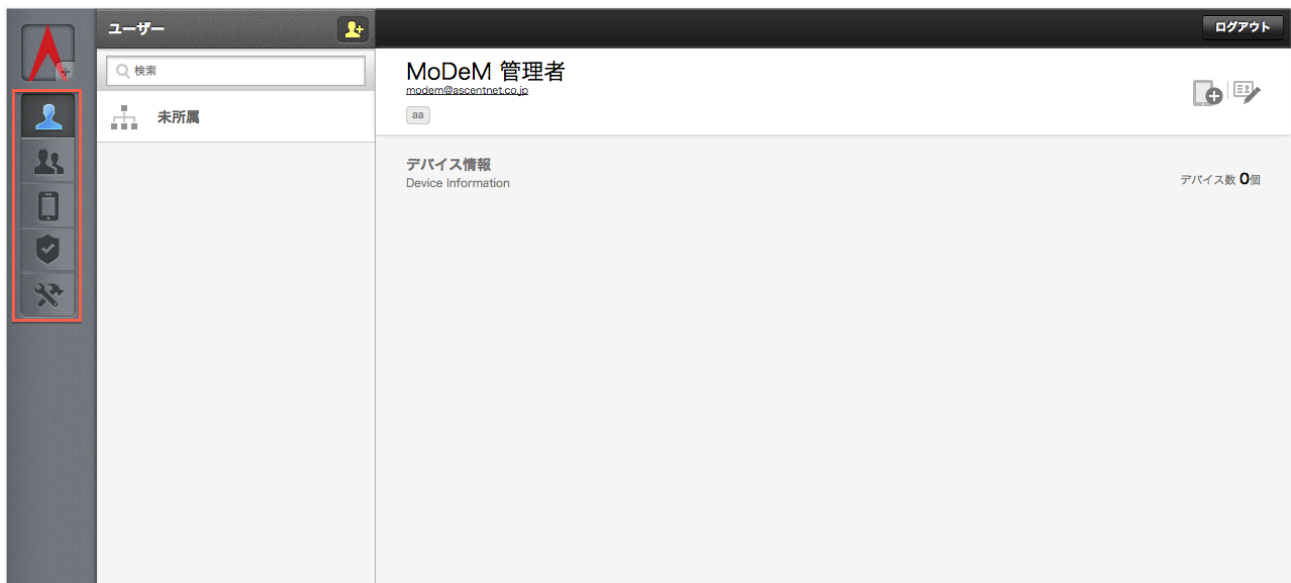 ユーザー
ログアウト
検索
未所属
MoDeM 管理者
modem@ascentnet.co.jp
aa
デバイス情報
Device Information
デバイス数 0個